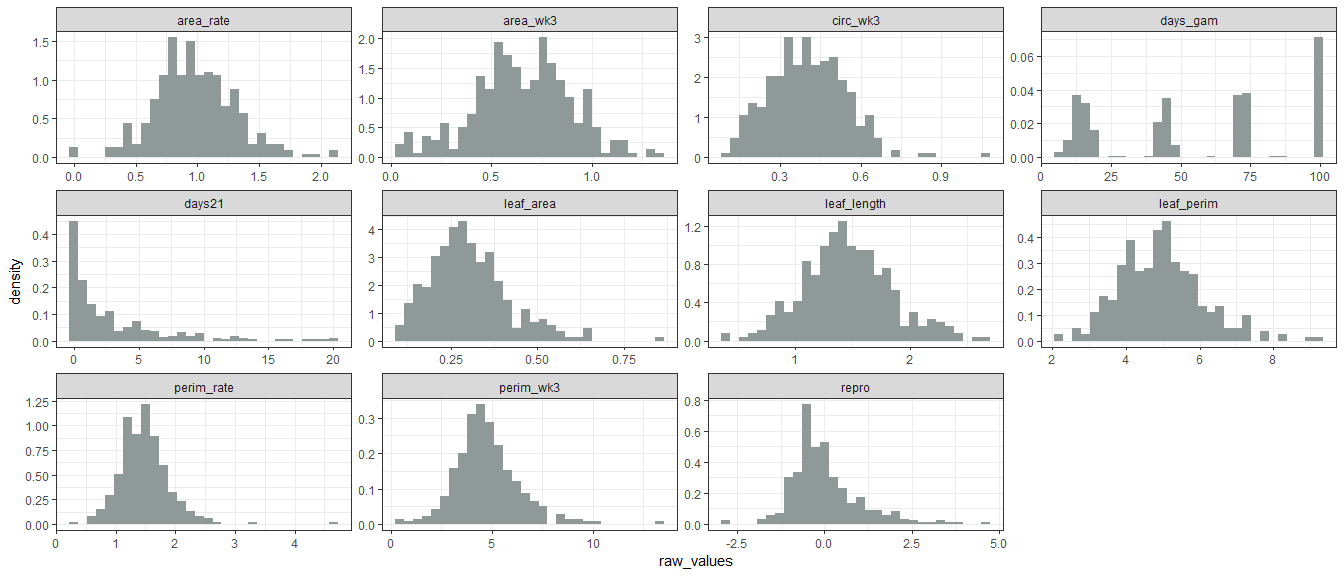 area_rate
area_wk3
circ_wk3
days_gam
1.5
1.0
0.5
0.0
0.0 0.5 1.0 1.5 2.0
2.0
1.5
1.0
0.5
0.0
0.0 0.5 1.0
3
2
1
0
0.3 0.6 0.9
0.06
0.04
0.02
0.00
0 25 50 75 100
days21
leaf_area
leaf_length
leaf_perim
density
0.4
0.3
0.2
0.1
0.0
0 5 10 15 20
4
3
2
1
0
0.25 0.50 0.75
1.2
0.8
0.4
0.0
1 2
0.4
0.3
0.2
0.1
0.0
2 4 6 8
perim_rate
perim_wk3
repro
1.25
1.00
0.75
0.50
0.25
0.00
0 1 2 3 4
0.3
0.2
0.1
0.0
0 5 10
0.8
0.6
0.4
0.2
0.0
-2.5 0.0 2.5 5.0
raw_values